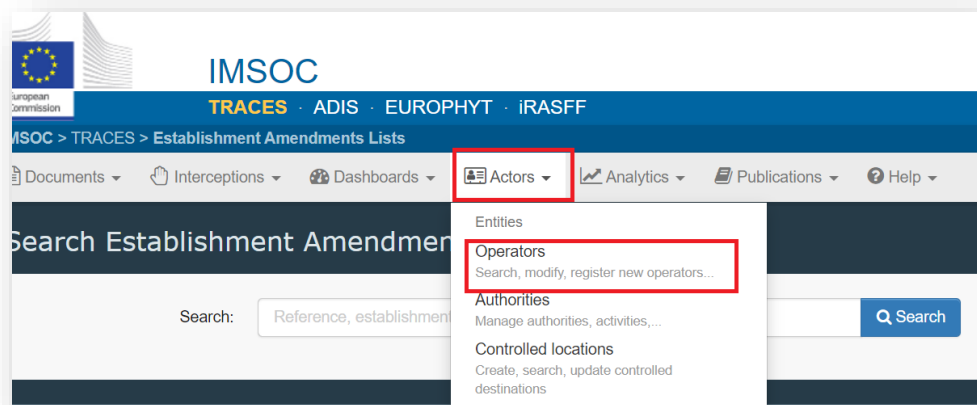 IMSOC
European
Commission
TRACES · ADIS · EUROPHYT · iRASFF
IMSOC > TRACES > Establishment Amendments Lists
Documents
Interceptions
Dashboards
Actors
Analytics
Publications
Help
Search Establishment Amendmen
Entities
Operators
Search, modify, register new operators...
Search:
Reference, establishment
Authorities
Manage authorities, activities,...
Search
Controlled locations
Create, search, update controlled
destinations